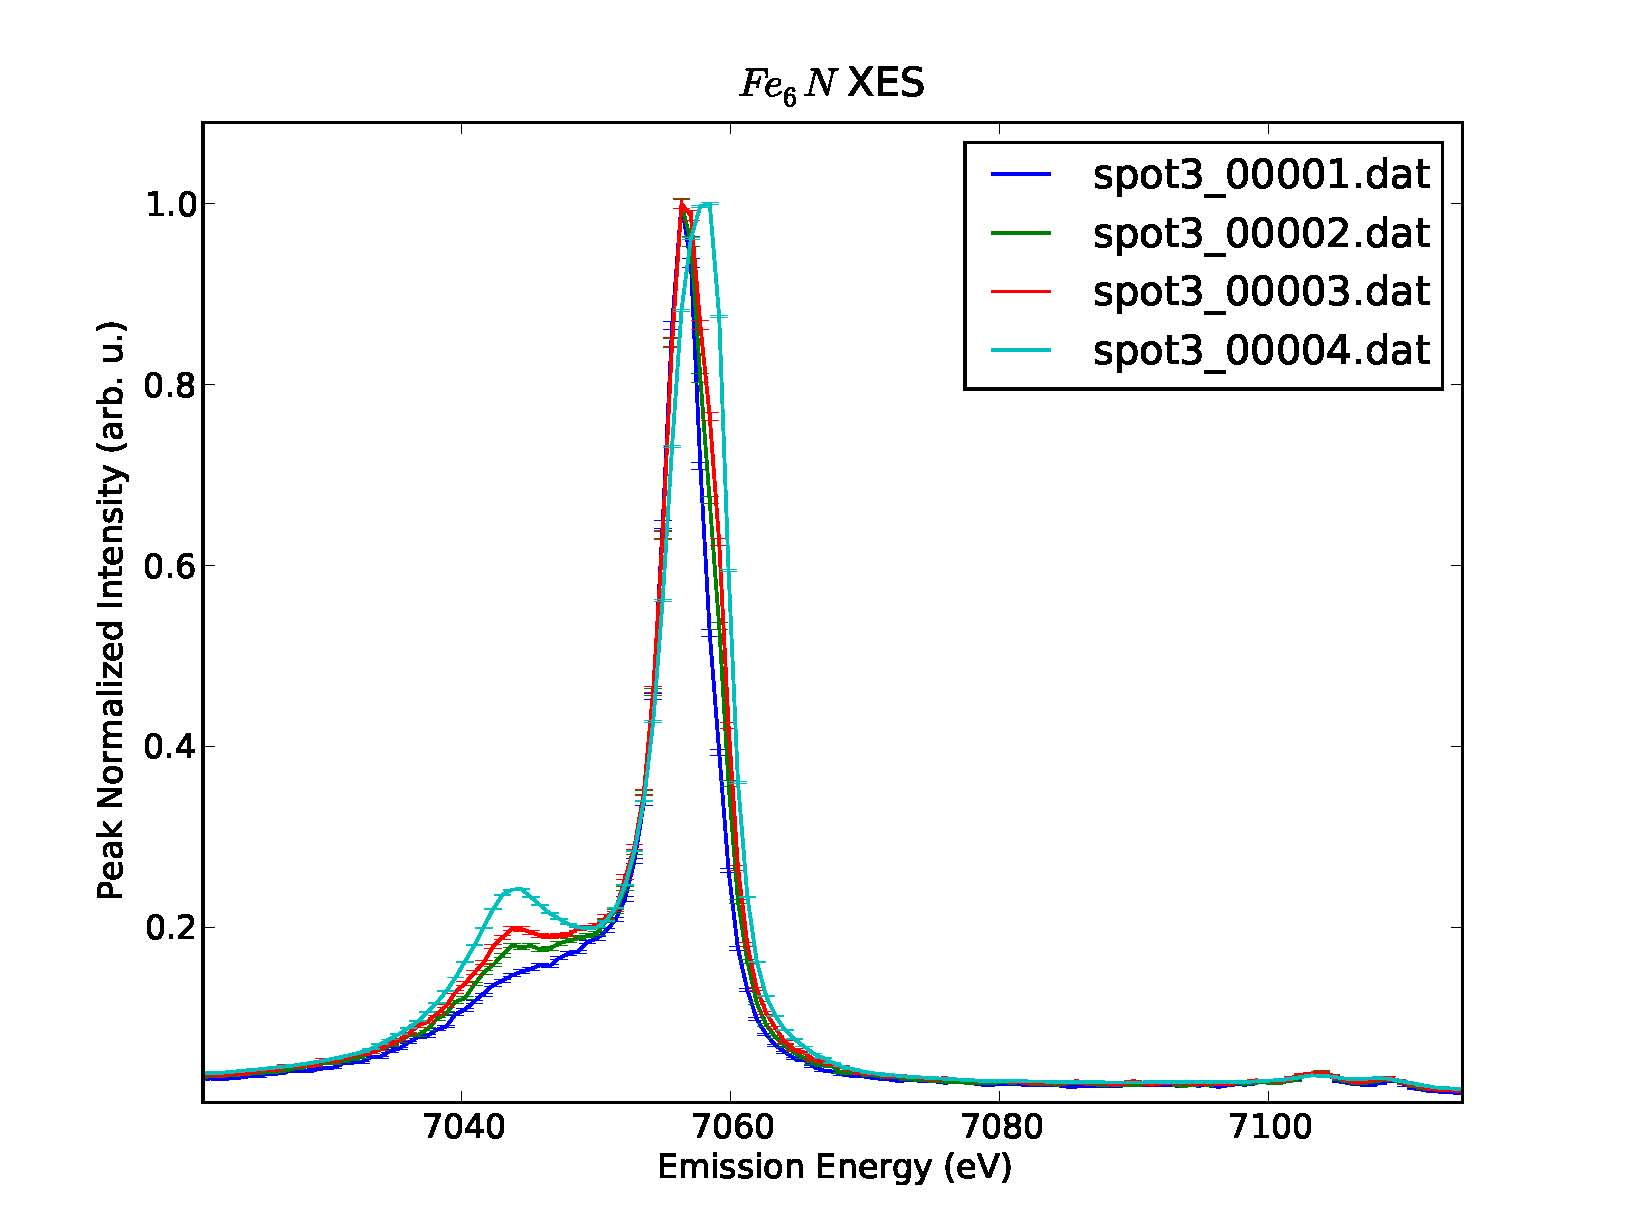 Fe6N XES
spot3_00001.dat
spot3_00002.dat
spot3_00003.dat
spot3_00004.dat
Peak Normalized Intensity (arb. u.)
1.0
0.8
0.6
0.4
0.2
7040 7060 7080 7100
Emission Energy (eV)